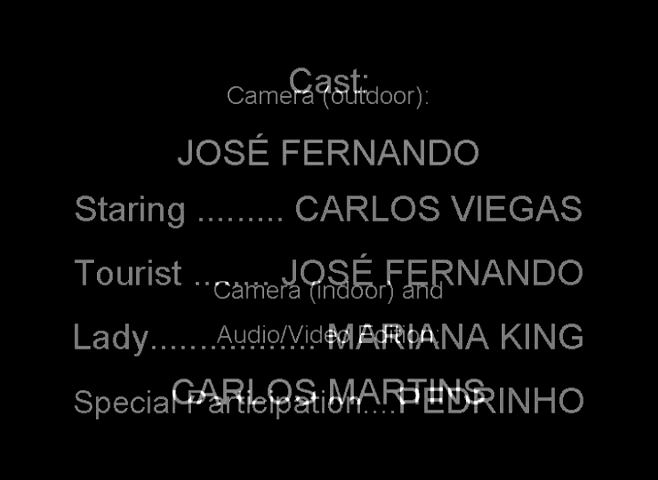 Cast:
Camera (outdoor):
JOSÉ FERNANDO
Staring ......... CARLOS VIEGAS
Tourist ......... JOSÉ FERNANDO
Camera (indoor) and
Audio/Video Edition:
Lady.................. MARIANA KING
CARLOS MARTINS
Special Participation....PEDRINHO